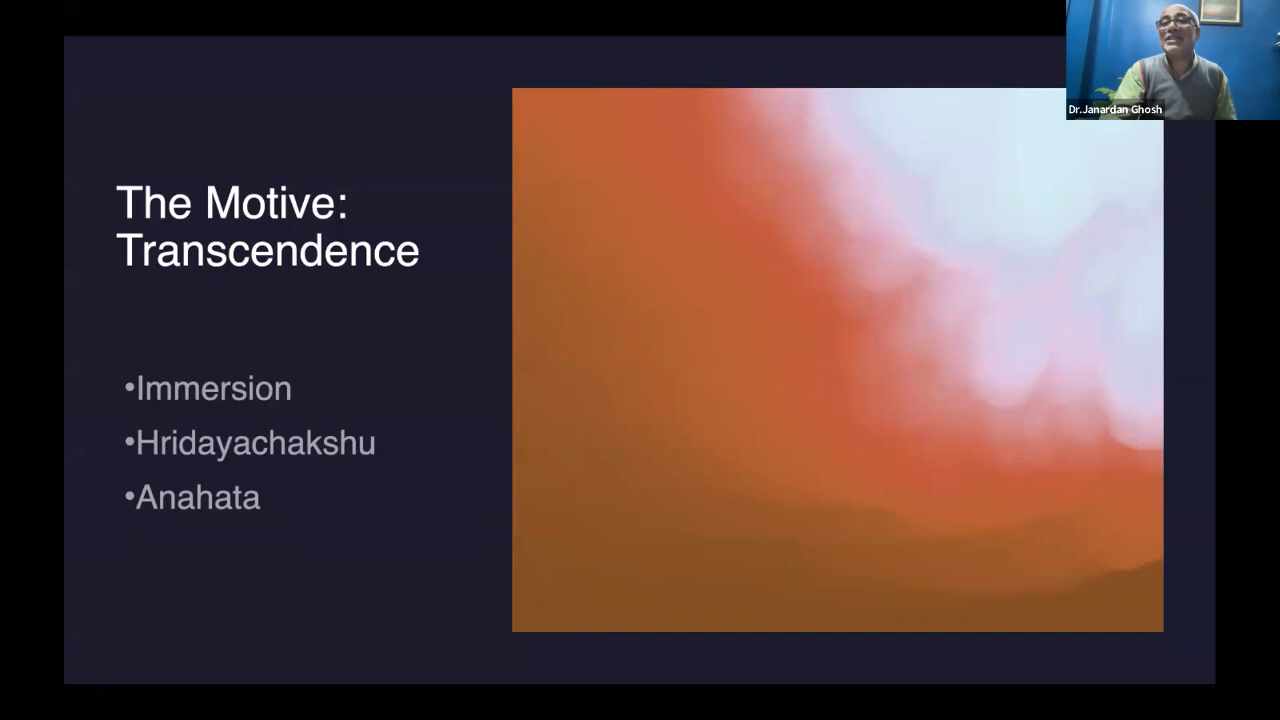 The Motive:
Transcendence
•Immersion
•Hridayachakshu
•Anahata
Dr.Janardan Ghosh